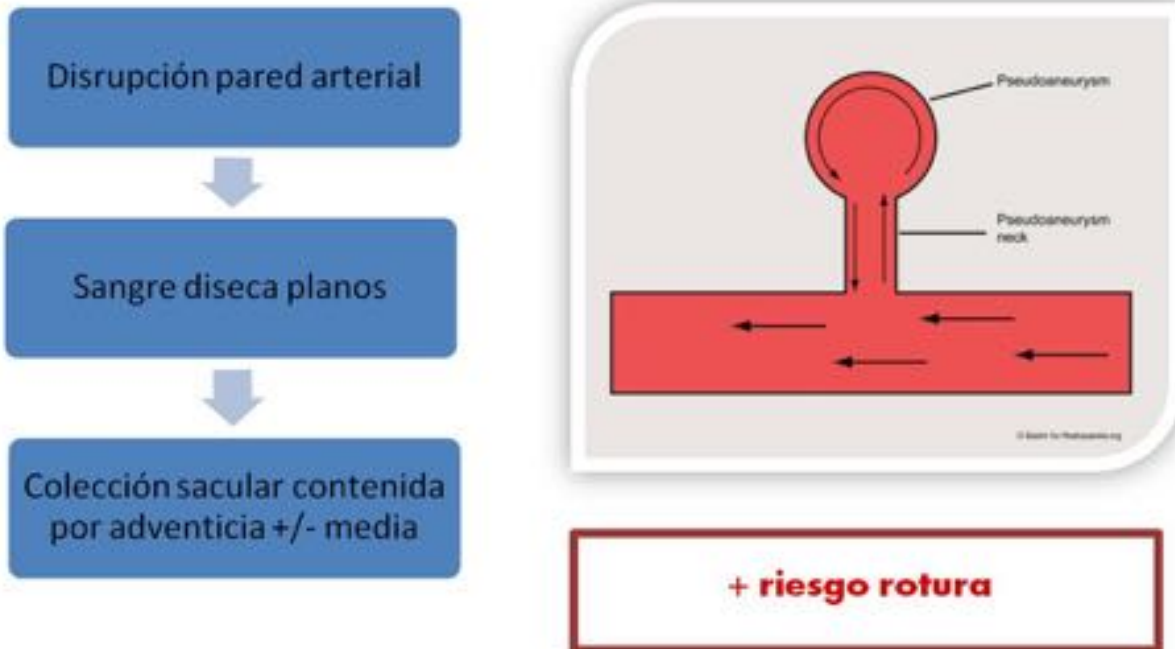 Disrupción pared arterial
Sangre diseca planos
Colección sacular contenida
por adventicia +/- media
Pseudoaneurysm
Pseudoaneurysm
neck
+ riesgo rotura